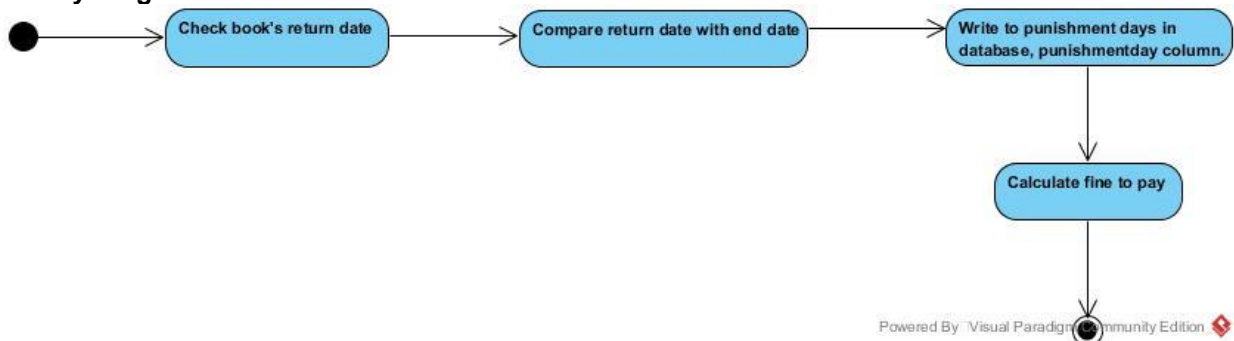 Check book's return date
Compare return date with end date
Write to punishment days in
database, punishmentday column.
Calculate fine to pay
Powered By Visual Paradigm Community Edition